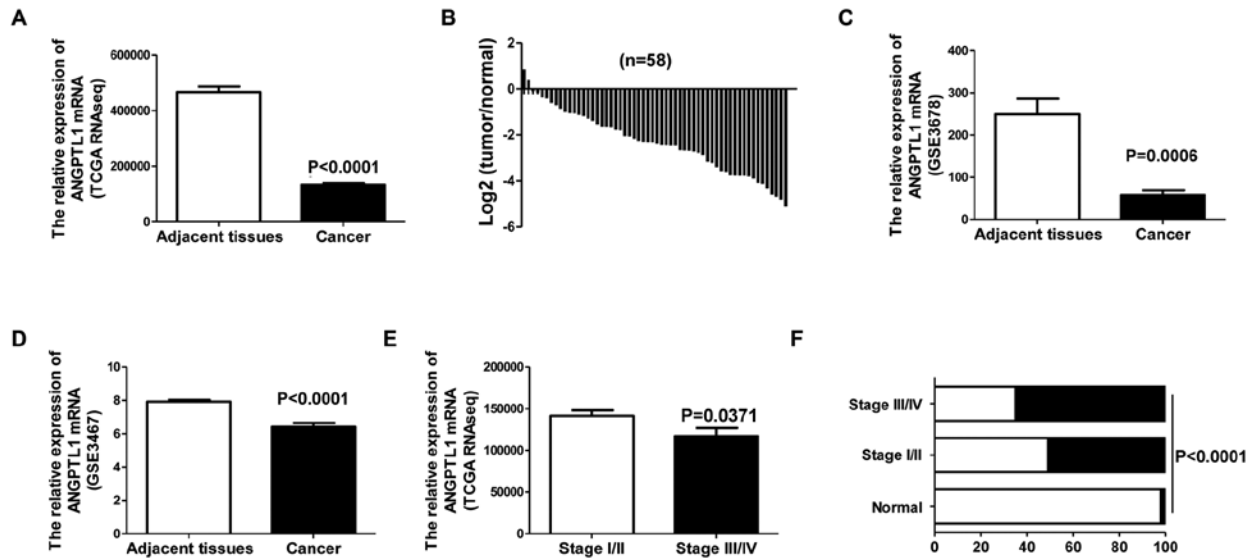 A
The relative expression of
ANGPTL1 mRNA
(TCGA RNAseq)
600000
400000
200000
0
P<0.0001
Adjacent tissues
Cancer
B
Log2 (tumor/normal)
2
0
-2
-4
-6
(n=58)
C
The relative expression of
ANGPTL1 mRNA
(GSE3678)
400
300
200
100
0
P=0.0006
Adjacent tissues
Cancer
D
The relative expression of
ANGPTL1 mRNA
(GSE3467)
10
8
6
4
2
0
P<0.0001
Adjacent tissues
Cancer
E
The relative expression of
ANGPTL1 mRNA
(TCGA RNAseq)
200000
150000
100000
50000
0
P=0.0371
Stage I/II
Stage III/IV
F
Stage III/IV
Stage I/II
Normal
P<0.0001
0 20 40 60 80 100